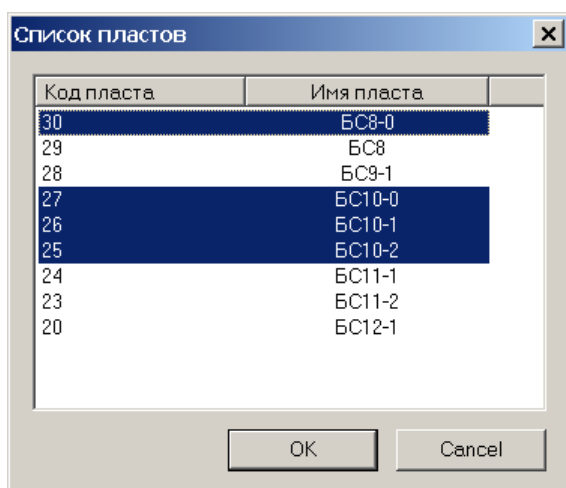 Список пластов
Код пласта Имя пласта
30 БС8-0
29 БС8
28 БС9-1
27 БС10-0
26 БС10-1
25 БС10-2
24 БС11-1
23 БС11-2
20 БС12-1
OK Cancel